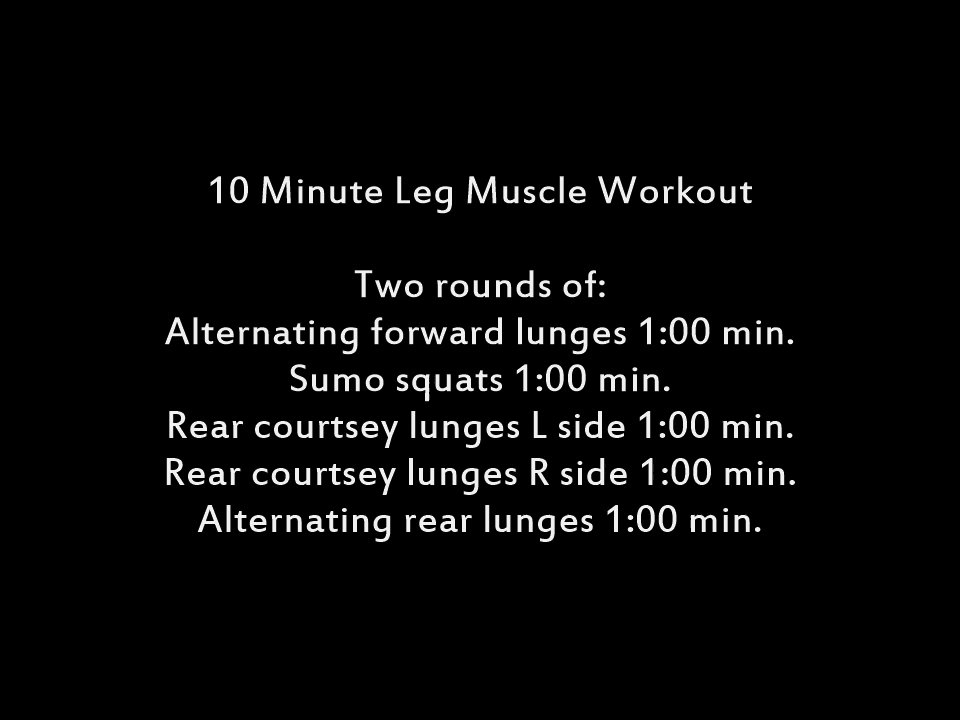 10 Minute Leg Muscle Workout
Two rounds of:
Alternating forward lunges 1:00 min.
Sumo squats 1:00 min.
Rear courtsey lunges L side 1:00 min.
Rear courtsey lunges R side 1:00 min.
Alternating rear lunges 1:00 min.